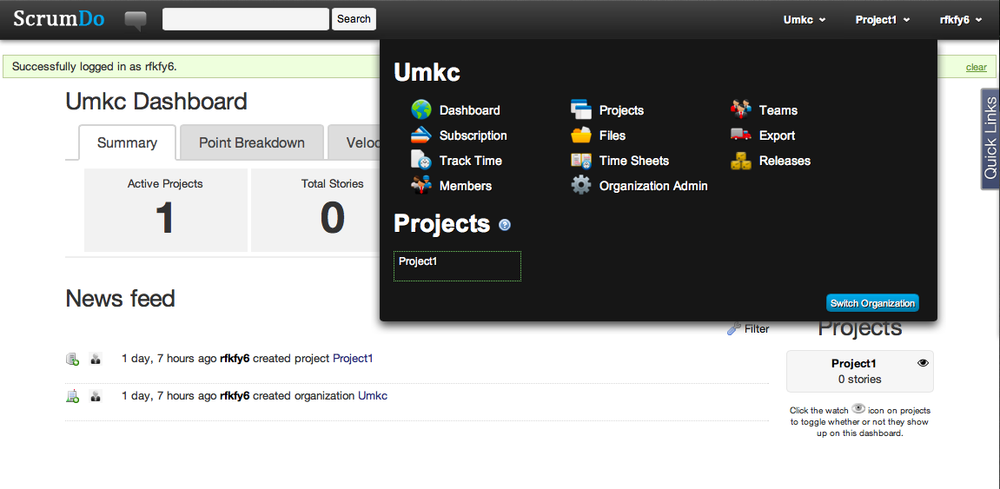 ScrumDo
Search
Umkc
Project1
rfkfy6
Successfully logged in as rfkfy6.
clear
Umkc Dashboard
Summary
Point Breakdown
Veloc
Active Projects
1
Total Stories
0
Umkc
Dashboard
Projects
Teams
Subscription
Files
Export
Track Time
Time Sheets
Releases
Members
Organization Admin
Projects
Project1
Switch Organization
Quick Links
News feed
Filter
1 day, 7 hours ago rfkfy6 created project Project1
1 day, 7 hours ago rfkfy6 created organization Umkc
Projects
Project1
0 stories
Click the watch icon on projects
to toggle whether or not they show
up on this dashboard.